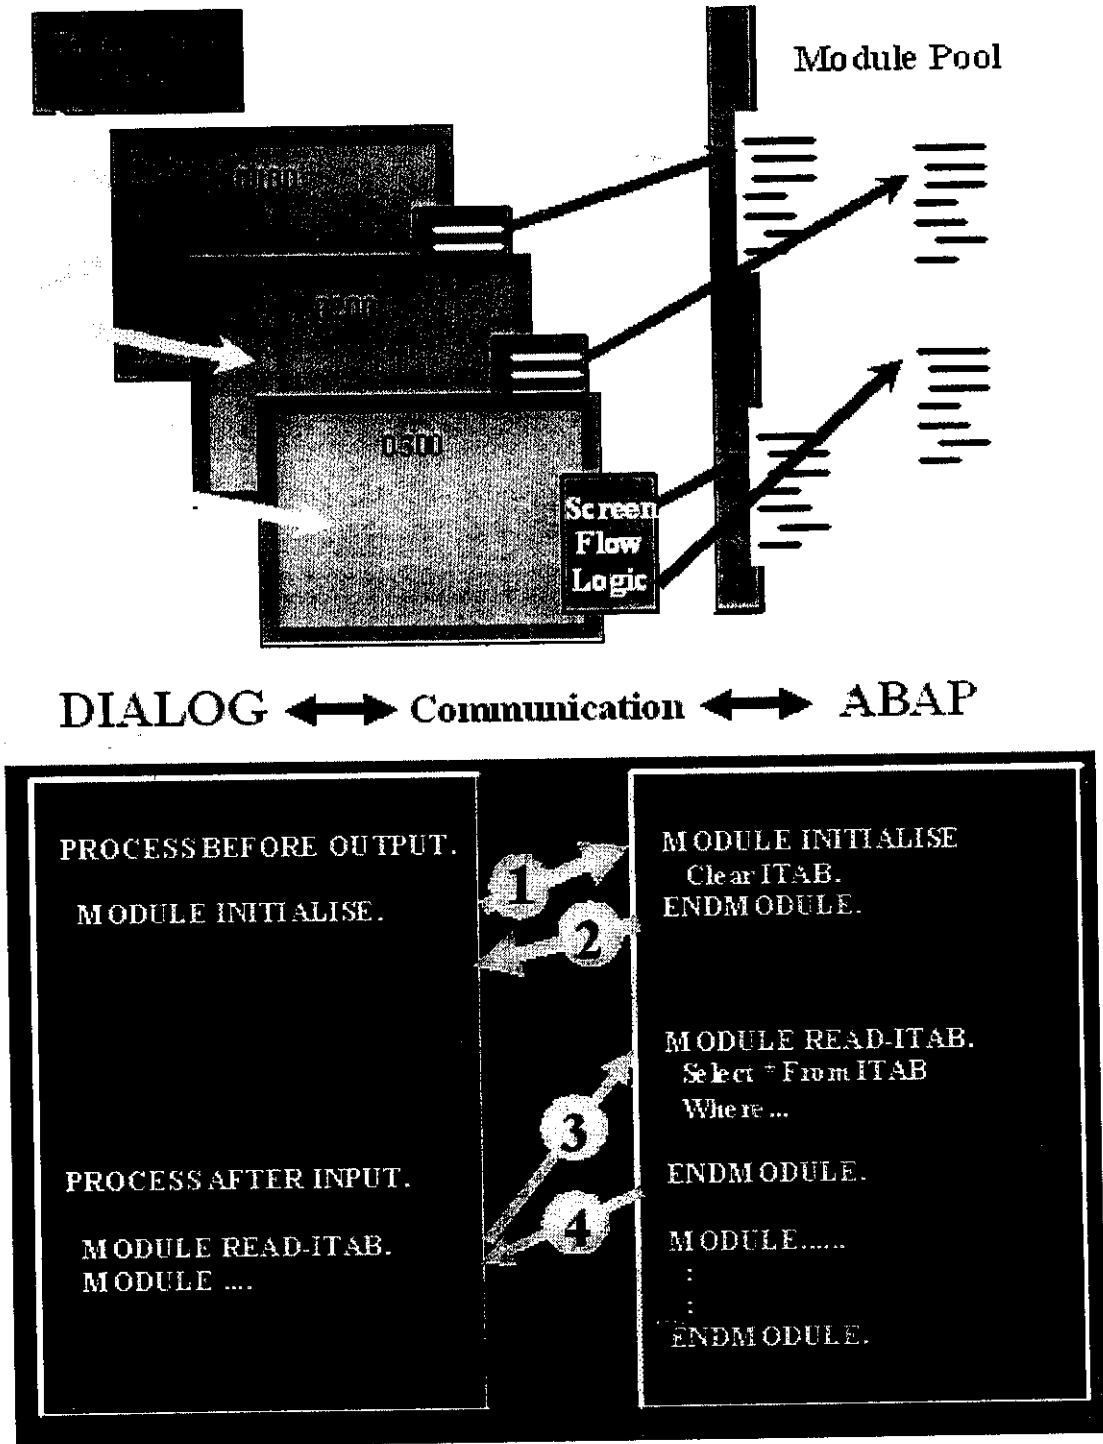 Module Pool
0300
Screen
Flow
Logic
DIALOG Communication ABAP
PROCESS BEFORE OUTPUT.
MODULE INITIALISE.
PROCESS AFTER INPUT.
MODULE READ-ITAB.
MODULE ....
1
2
3
4
MODULE INITIALISE
Clear ITAB.
ENDMODULE.
MODULE READ-ITAB.
Select * From ITAB
Where ...
ENDMODULE.
MODULE......
:
:
ENDMODULE.